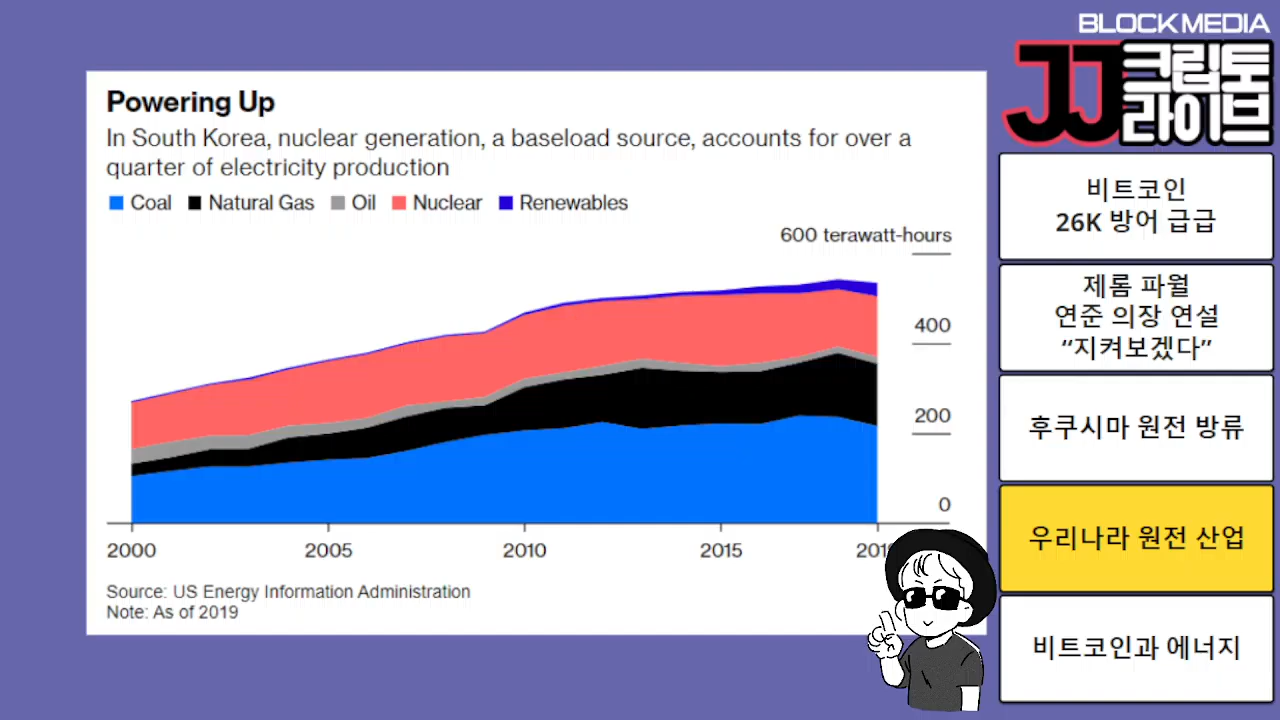 BLOCKMEDIA
JJ 크립토
라이브
Powering Up
In South Korea, nuclear generation, a baseload source, accounts for over a
quarter of electricity production
Coal Natural Gas Oil Nuclear Renewables
600 terawatt-hours
400
200
0
2000 2005 2010 2015
Source: US Energy Information Administration
Note: As of 2019
비트코인
26K 방어 급급
제롬 파월
연준 의장 연설
“지켜보겠다”
후쿠시마 원전 방류
우리나라 원전 산업
비트코인과 에너지